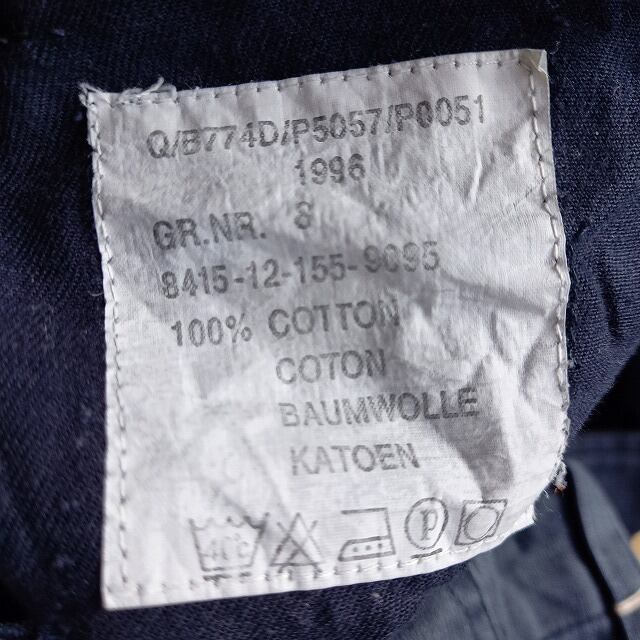 Q/B774D/P5057/P0051
1996
GR.NR. 8
8415-12-155-9095
100% COTTON
COTON
BAUMWOLLE
KATOEN
P